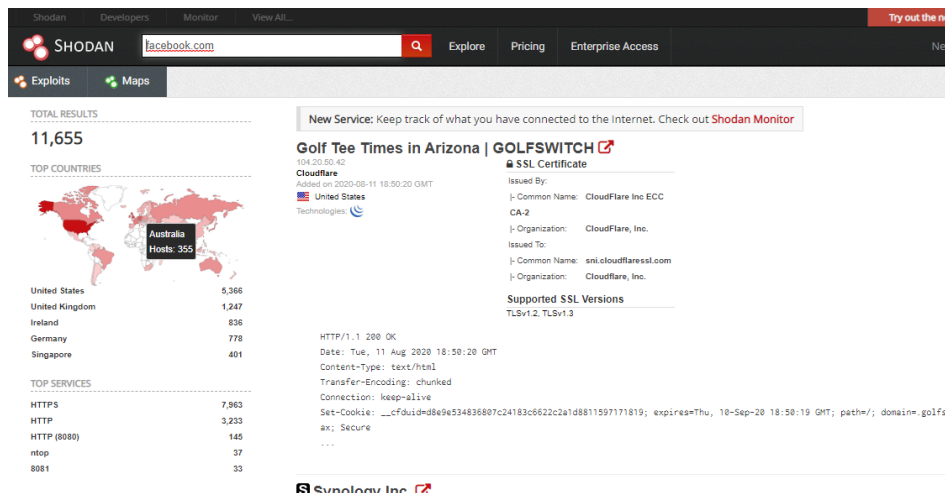 Shodan Developers Monitor View All...
Try out the n
SHODAN facebook.com Explore Pricing Enterprise Access Ne
Exploits Maps
TOTAL RESULTS
11,655
TOP COUNTRIES
Australia
Hosts: 355
United States 5,366
United Kingdom 1,247
Ireland 836
Germany 778
Singapore 401
TOP SERVICES
HTTPS 7,963
HTTP 3,233
HTTP (8080) 145
ntop 37
8081 33
New Service: Keep track of what you have connected to the Internet. Check out Shodan Monitor
Golf Tee Times in Arizona | GOLFSWITCH
104.20.50.42
Cloudflare
Added on 2020-08-11 18:50:20 GMT
United States
Technologies:
SSL Certificate
Issued By:
|- Common Name: CloudFlare Inc ECC
CA-2
|- Organization: CloudFlare, Inc.
Issued To:
|- Common Name: sni.cloudflaressl.com
|- Organization: Cloudflare, Inc.
Supported SSL Versions
TLSv1.2, TLSv1.3
HTTP/1.1 200 OK
Date: Tue, 11 Aug 2020 18:50:20 GMT
Content-Type: text/html
Transfer-Encoding: chunked
Connection: keep-alive
Set-Cookie: __cfduid=d8e9e534836807c24183c6622c2a1d8811597171819; expires=Thu, 10-Sep-20 18:50:19 GMT; path=/; domain=.golfs
ax; Secure
...
S Synology Inc.